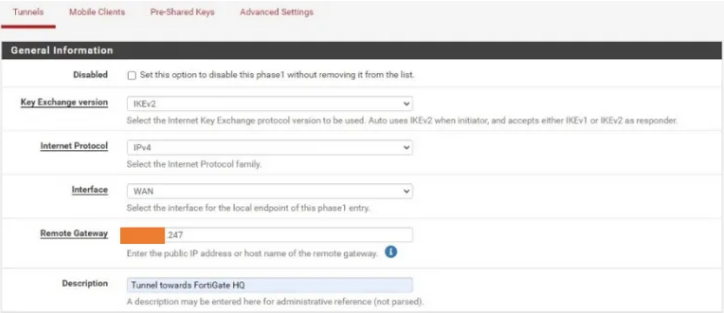 Tunnels Mobile Clients Pre-Shared Keys Advanced Settings
General Information
Disabled Set this option to disable this phase1 without removing it from the list.
Key Exchange version IKEv2
Select the Internet Key Exchange protocol version to be used. Auto uses IKEv2 when initiator, and accepts either IKEv1 or IKEv2 as responder.
Internet Protocol IPv4
Select the Internet Protocol family.
Interface WAN
Select the interface for the local endpoint of this phase1 entry.
Remote Gateway 247
Enter the public IP address or host name of the remote gateway.
Description Tunnel towards FortiGate HQ
A description may be entered here for administrative reference (not parsed).